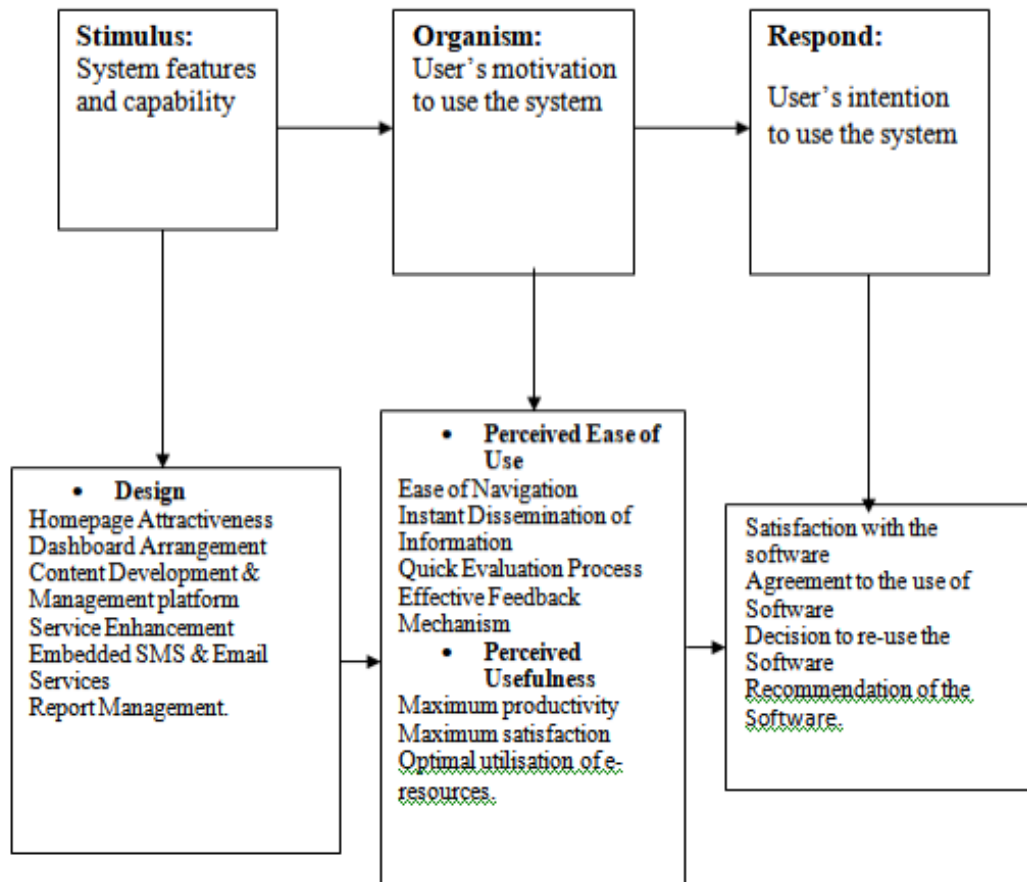 Stimulus:
System features
and capability
Organism:
User's motivation
to use the system
Respond:
User's intention
to use the system
• Design
Homepage Attractiveness
Dashboard Arrangement
Content Development &
Management platform
Service Enhancement
Embedded SMS & Email
Services
Report Management.
• Perceived Ease of
Use
Ease of Navigation
Instant Dissemination of
Information
Quick Evaluation Process
Effective Feedback
Mechanism
• Perceived
Usefulness
Maximum productivity
Maximum satisfaction
Optimal utilisation of e-
resources.
Satisfaction with the
software
Agreement to the use of
Software
Decision to re-use the
Software
Recommendation of the
Software.